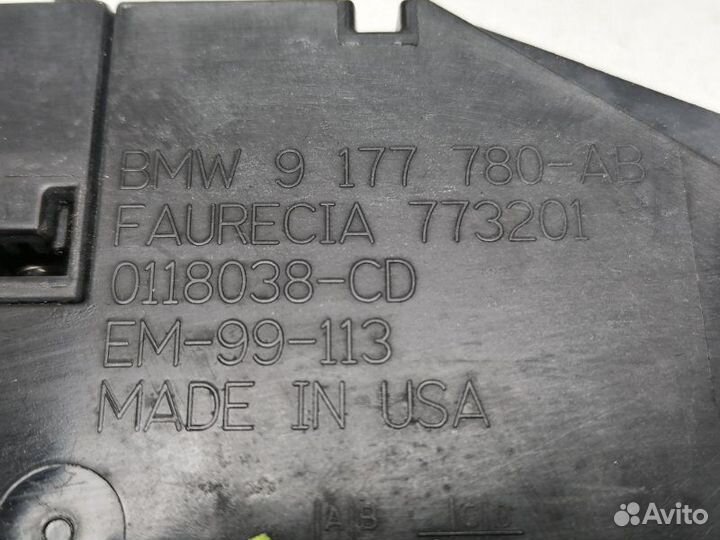 BMW 9 177 780-AB
FAURECIA 773201
0118038-CD
EM-99-113
MADE IN USA
A B
Avito